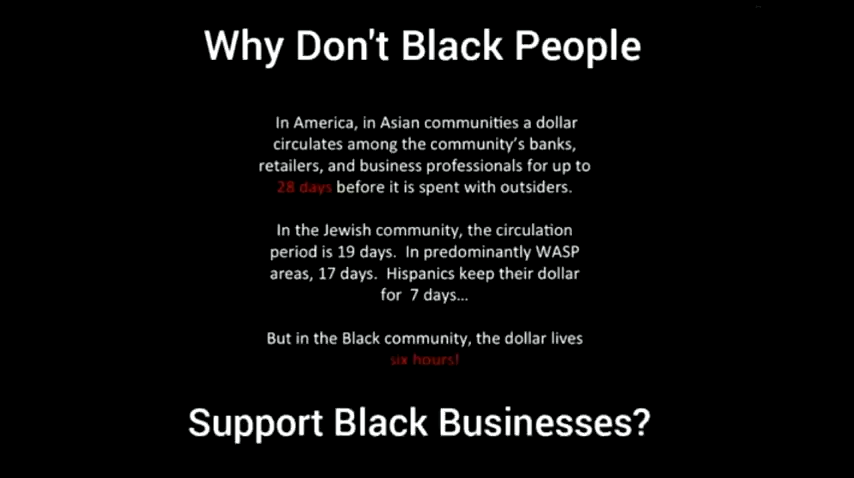 Why Don't Black People
In America, in Asian communities a dollar
circulates among the community's banks,
retailers, and business professionals for up to
28 days before it is spent with outsiders.
In the Jewish community, the circulation
period is 19 days. In predominantly WASP
areas, 17 days. Hispanics keep their dollar
for 7 days...
But in the Black community, the dollar lives
six hours!
Support Black Businesses?